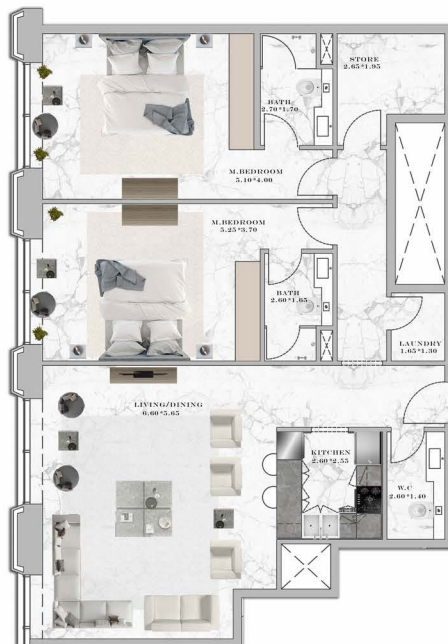 STORE
2.65*1.95
BATH
2.70*1.70
M.BEDROOM
5.10*4.00
M.BEDROOM
5.25*3.70
BATH
2.60*1.65
LAUNDRY
1.65*1.30
LIVING/DINING
6.60*5.65
KITCHEN
2.60*2.55
W.C
2.60*1.40